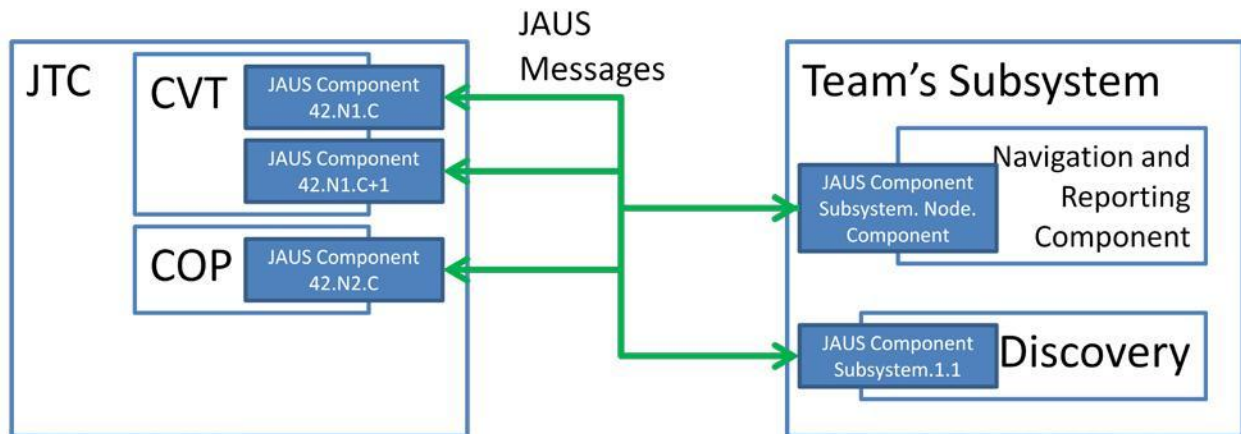 JAUS
Messages
JTC
CVT
JAUS Component
42.N1.C
JAUS Component
42.N1.C+1
COP
JAUS Component
42.N2.C
Team's Subsystem
Navigation and
Reporting
Component
JAUS Component
Subsystem. Node.
Component
JAUS Component
Subsystem.1.1
Discovery